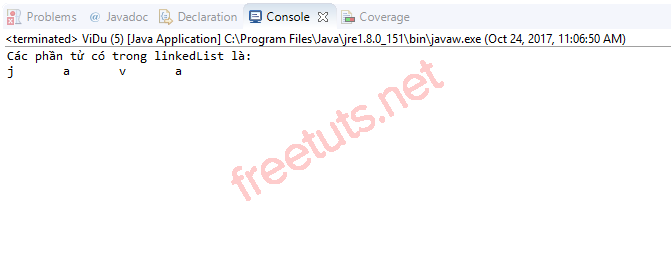 Problems @ Javadoc Declaration Console Coverage
<terminated> ViDu (5) [Java Application] C:\Program Files\Java\jre1.8.0_151\bin\javaw.exe (Oct 24, 2017, 11:06:50 AM)
Các phần tử có trong linkedList là:
j a v a
freetuts.net